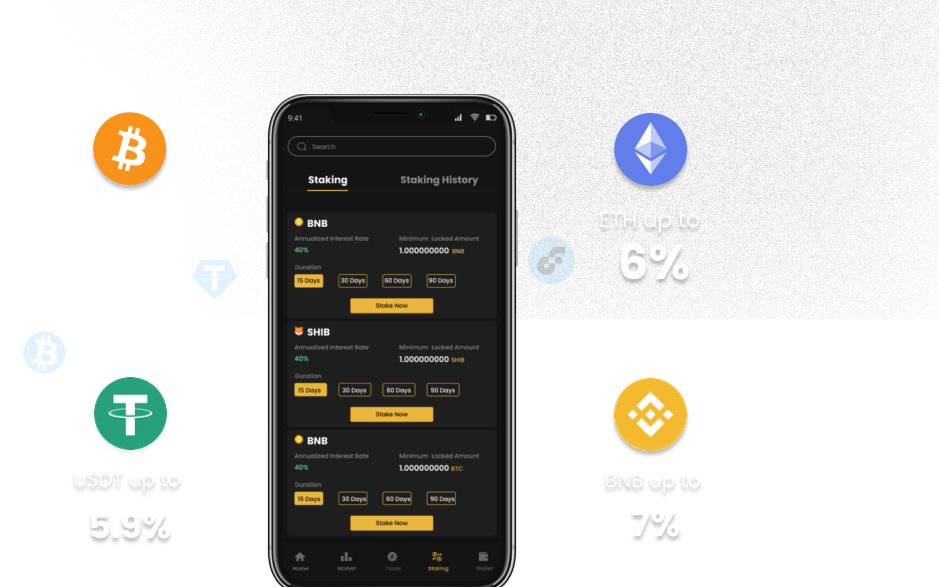 9:41
Search
Staking
Staking History
BNB
Annualized Interest Rate
Minimum Locked Amount
40%
1.000000000 BNB
Duration
15 Days
30 Days
60 Days
90 Days
Stake Now
SHIB
Annualized Interest Rate
Minimum Locked Amount
40%
1.000000000 SHIB
Duration
15 Days
30 Days
60 Days
90 Days
Stake Now
BNB
Annualized Interest Rate
Minimum Locked Amount
40%
1.000000000 BTC
Duration
15 Days
30 Days
60 Days
90 Days
Stake Now
Home
Market
Trade
Staking
Wallet
ETH up to
6%
USDT up to
5.9%
BNB up to
7%